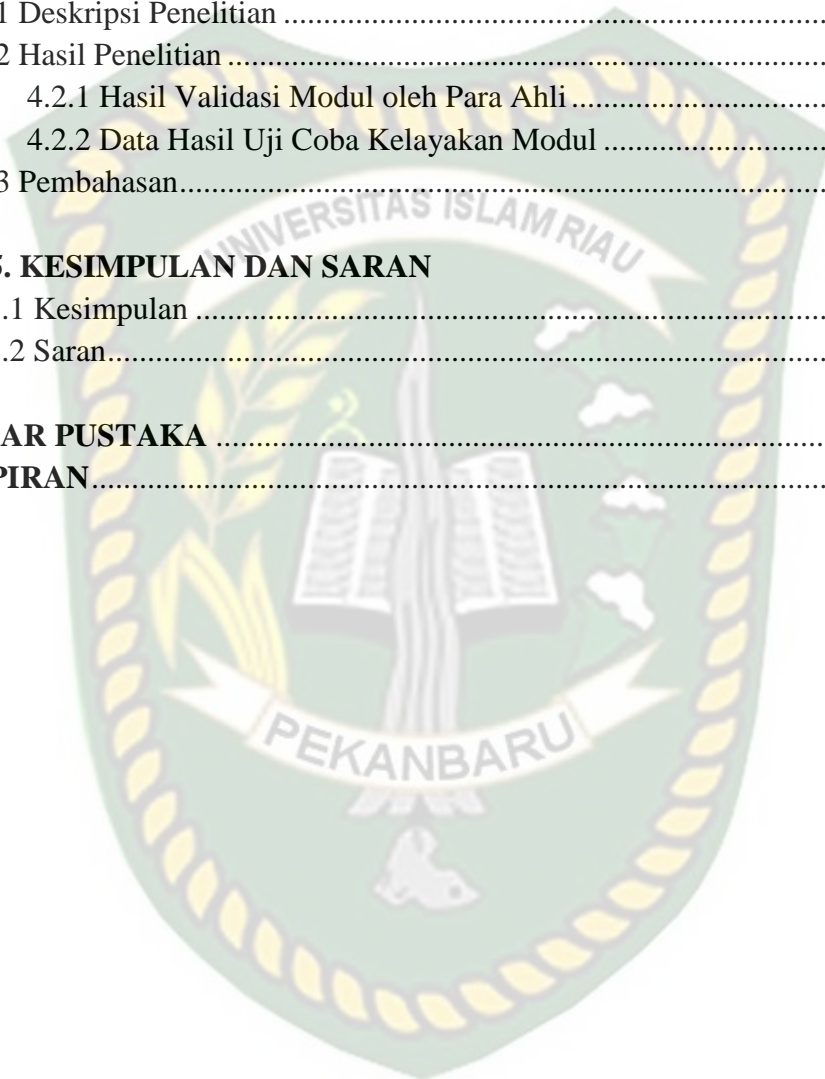 1 Deskripsi Penelitian ....................................................................
2 Hasil Penelitian ...........................................................................
4.2.1 Hasil Validasi Modul oleh Para Ahli ................................
4.2.2 Data Hasil Uji Coba Kelayakan Modul ............................
3 Pembahasan .................................................................................
UNIVERSITAS ISLAM RIAU
. KESIMPULAN DAN SARAN
.1 Kesimpulan ...............................................................................
.2 Saran ..........................................................................................
AR PUSTAKA ............................................................................
PIRAN ...........................................................................................
PEKANBARU